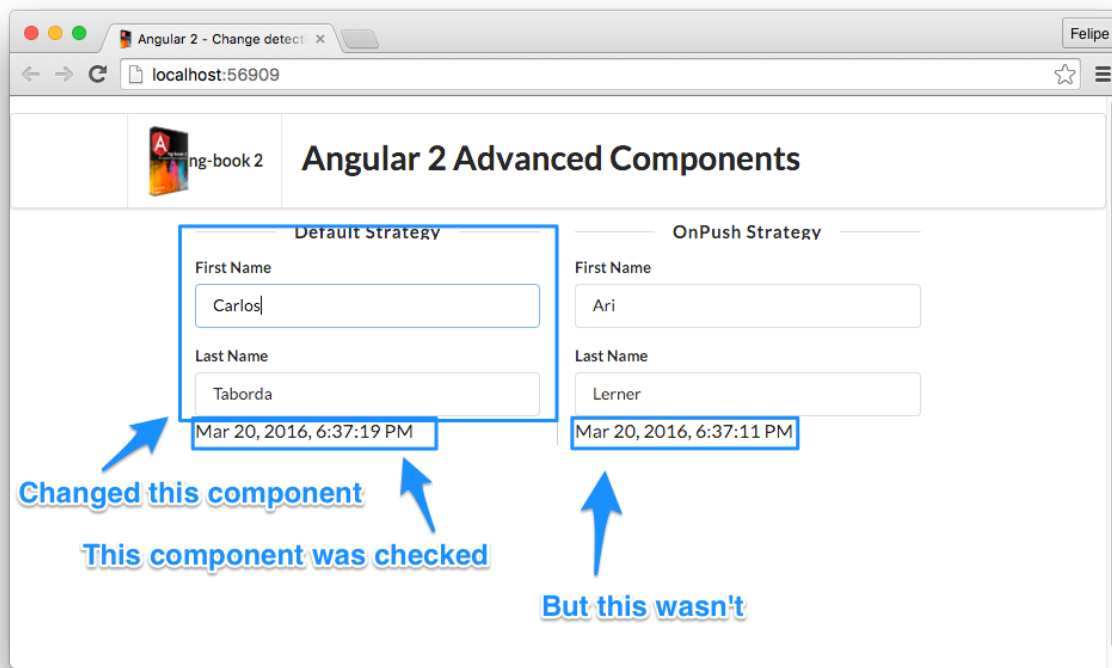 Angular 2 - Change detecti
Felipe
localhost:56909
ng-book 2
Angular 2 Advanced Components
Default Strategy
OnPush Strategy
First Name
First Name
Carlos
Ari
Last Name
Last Name
Taborda
Lerner
Mar 20, 2016, 6:37:19 PM
Mar 20, 2016, 6:37:11 PM
Changed this component
This component was checked
But this wasn't